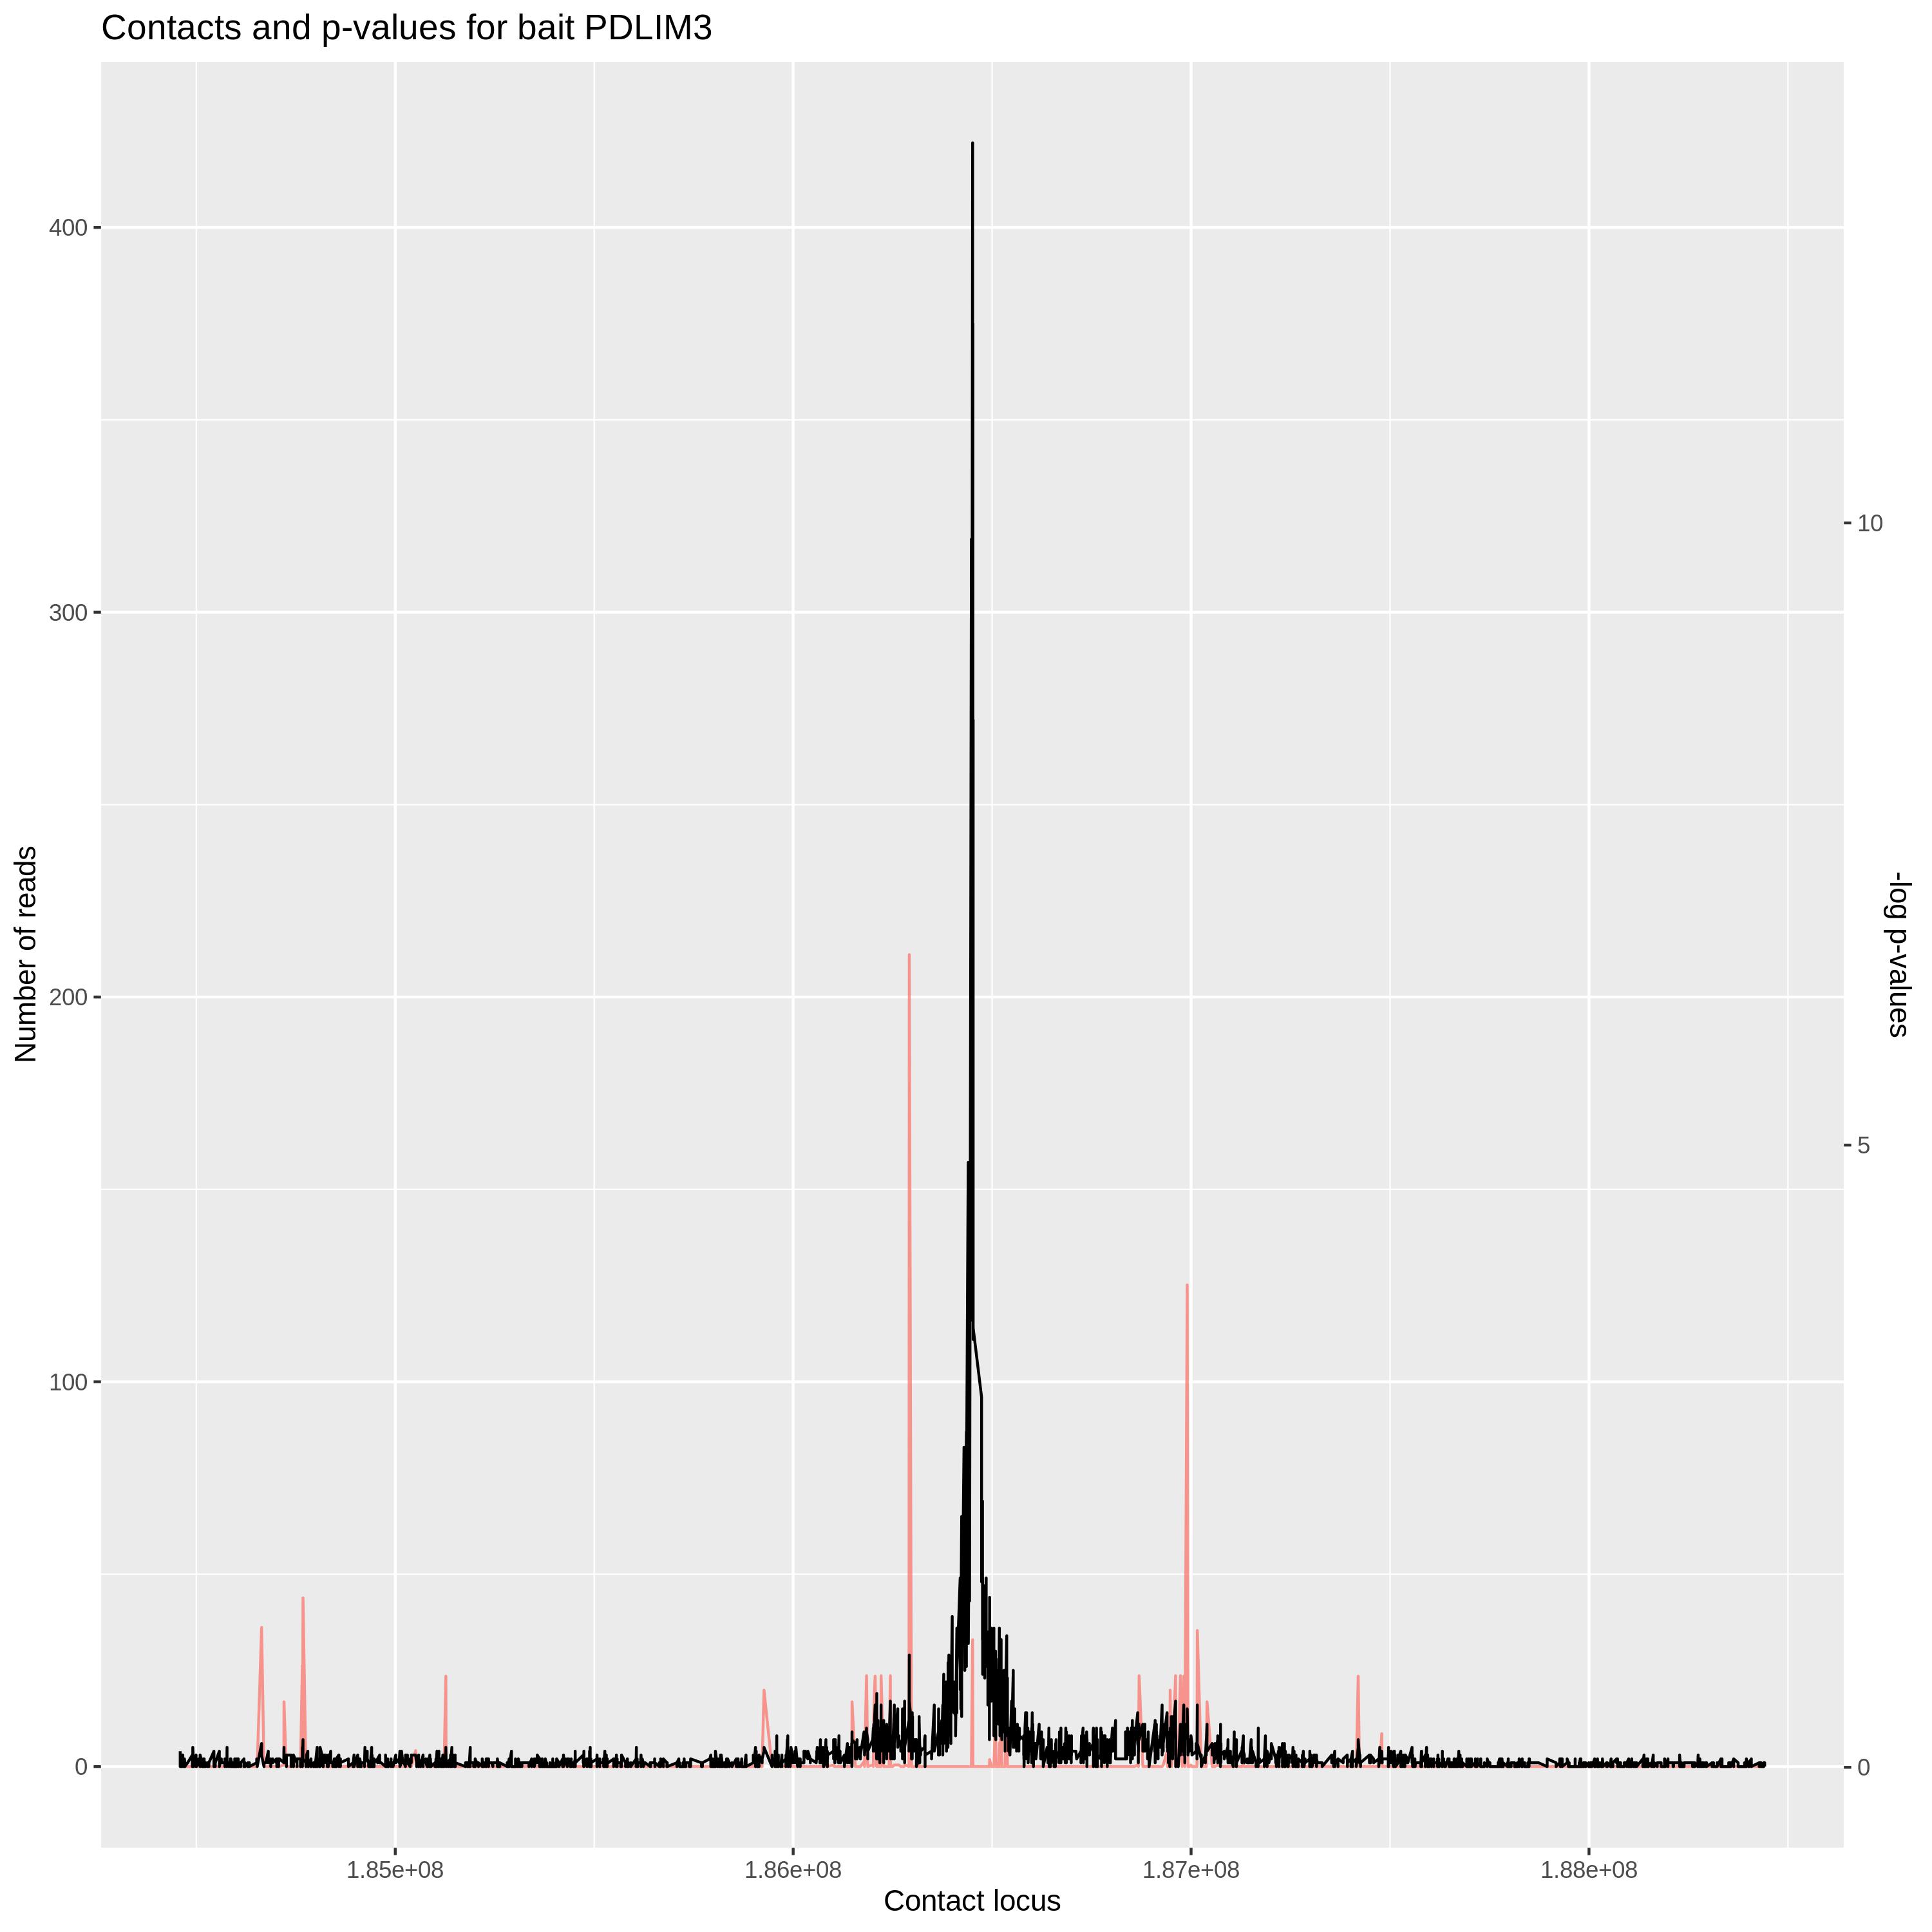 Contacts and p-values for bait PDLIM3
400
300
200
100
0
Number of reads
10
5
0
-log p-values
1.85e+08 1.86e+08 1.87e+08 1.88e+08
Contact locus